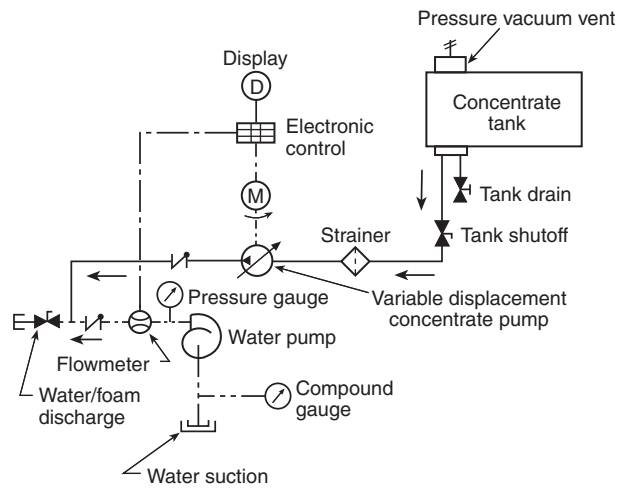 Pressure vacuum vent
Display
D
Concentrate
tank
Electronic
control
M
Tank drain
Strainer
Tank shutoff
Pressure gauge
Variable displacement
concentrate pump
Water pump
Flowmeter
Water/foam
discharge
Compound
gauge
Water suction